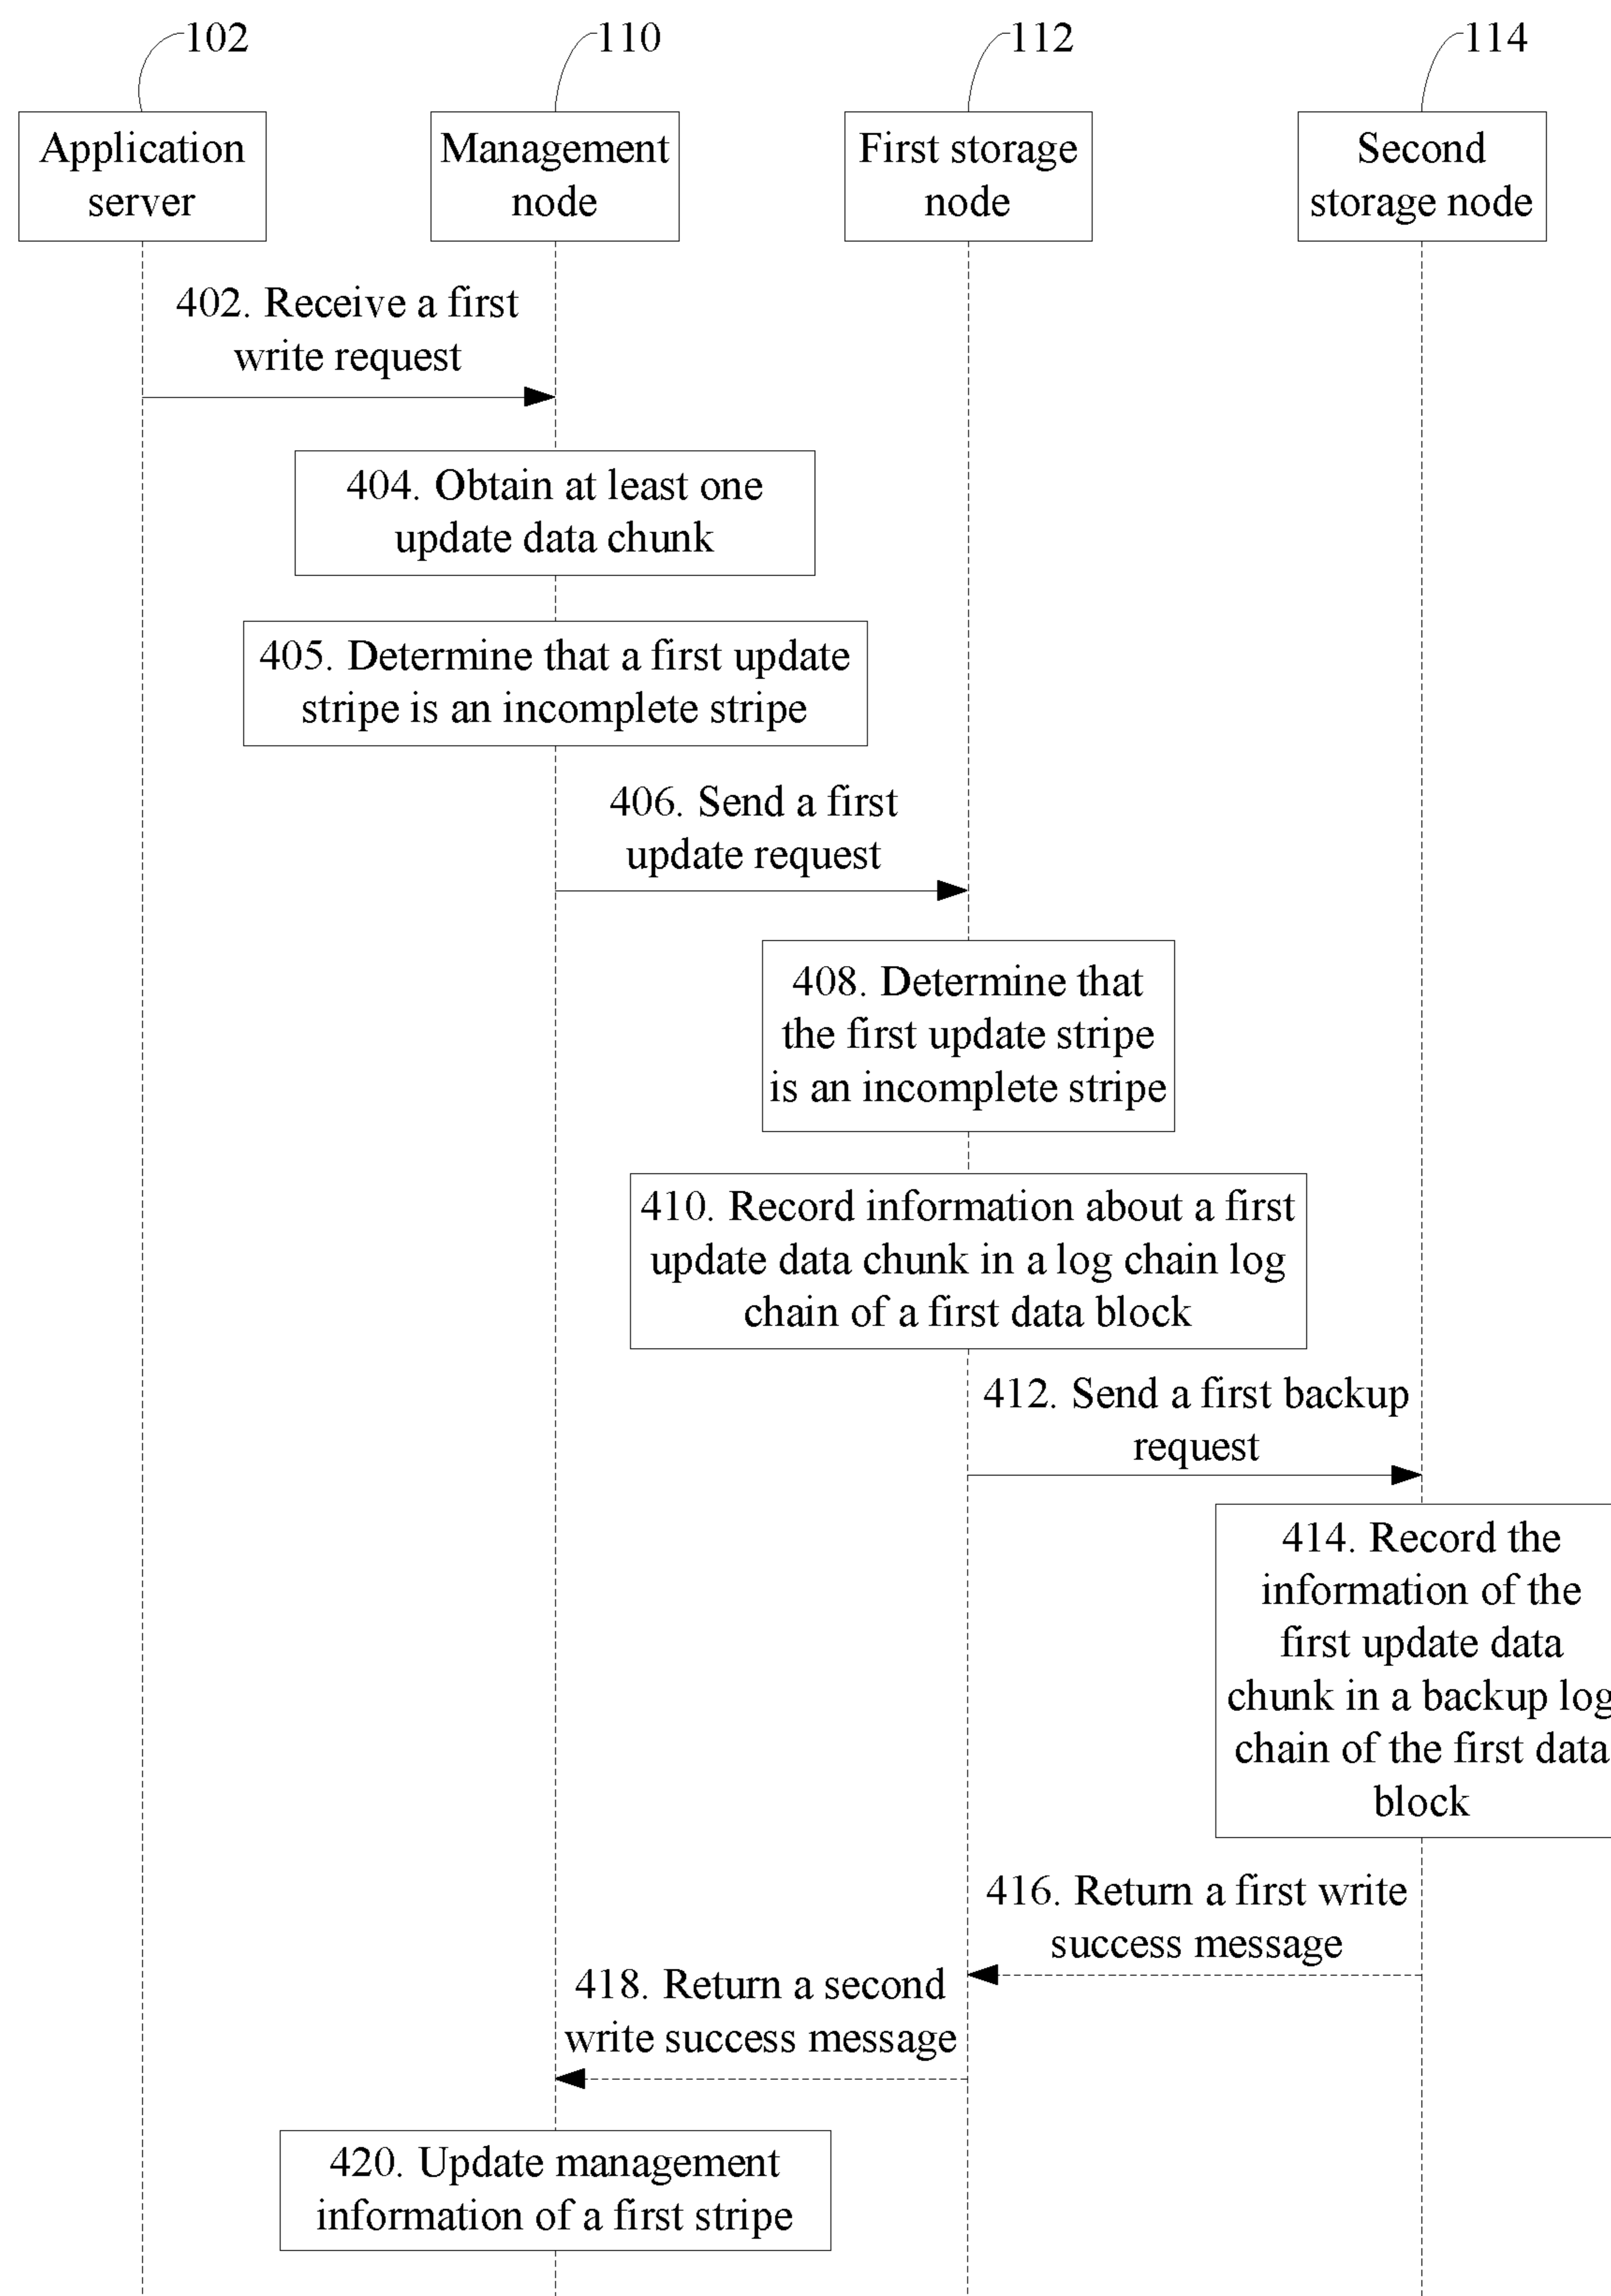 102
110
112
114
Application
server
Management
node
First storage
node
Second
storage node
402. Receive a first
write request
404. Obtain at least one
update data chunk
405. Determine that a first update
stripe is an incomplete stripe
406. Send a first
update request
408. Determine that
the first update stripe
is an incomplete stripe
410. Record information about a first
update data chunk in a log chain log
chain of a first data block
412. Send a first backup
request
414. Record the
information of the
first update data
chunk in a backup log
chain of the first data
block
416. Return a first write
success message
418. Return a second
write success message
420. Update management
information of a first stripe